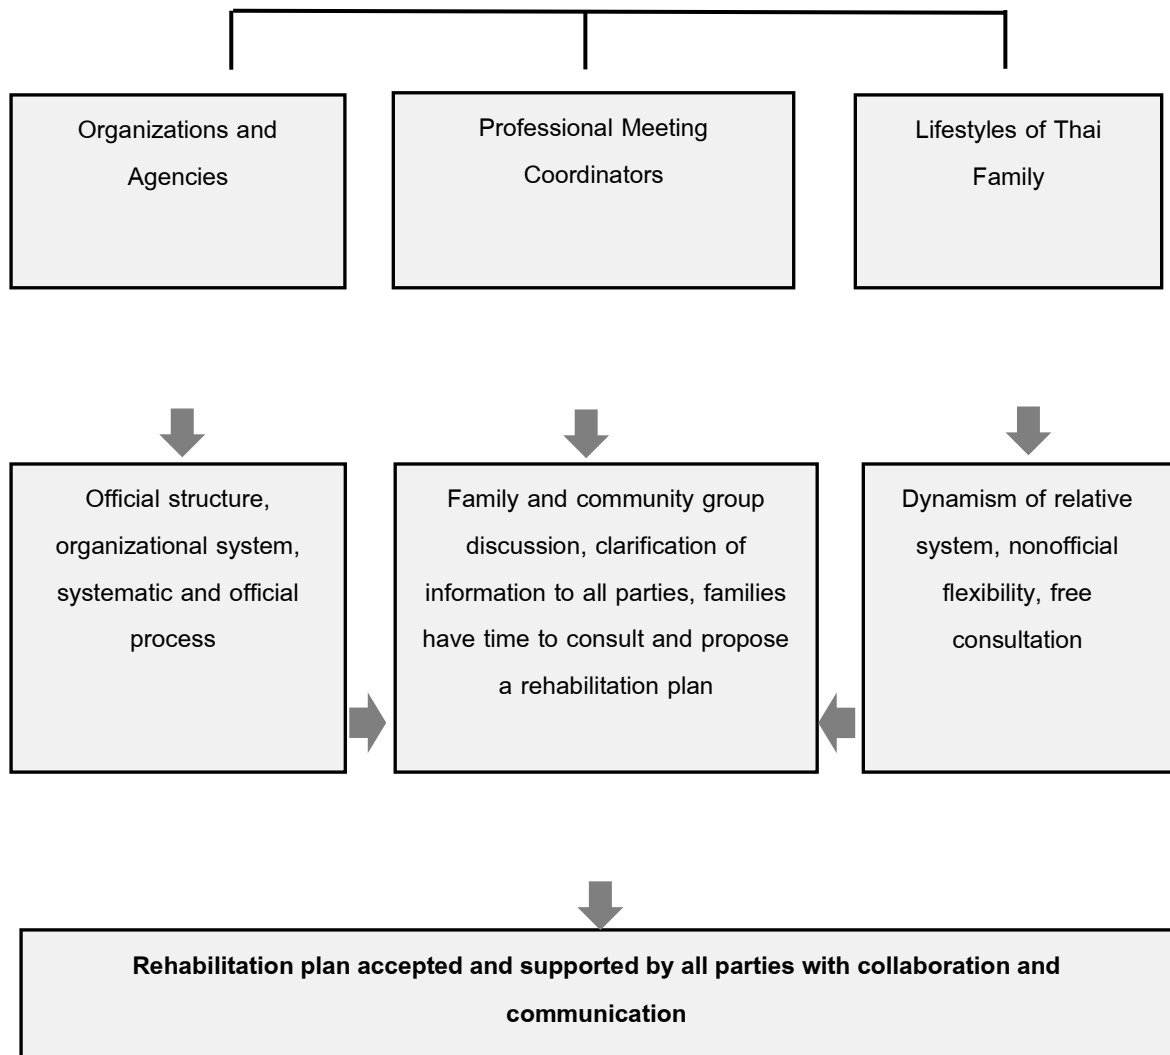 Organizations and
Agencies
Professional Meeting
Coordinators
Lifestyles of Thai
Family
Official structure,
organizational system,
systematic and official
process
Family and community group
discussion, clarification of
information to all parties, families
have time to consult and propose
a rehabilitation plan
Dynamism of relative
system, nonofficial
flexibility, free
consultation
Rehabilitation plan accepted and supported by all parties with collaboration and
communication